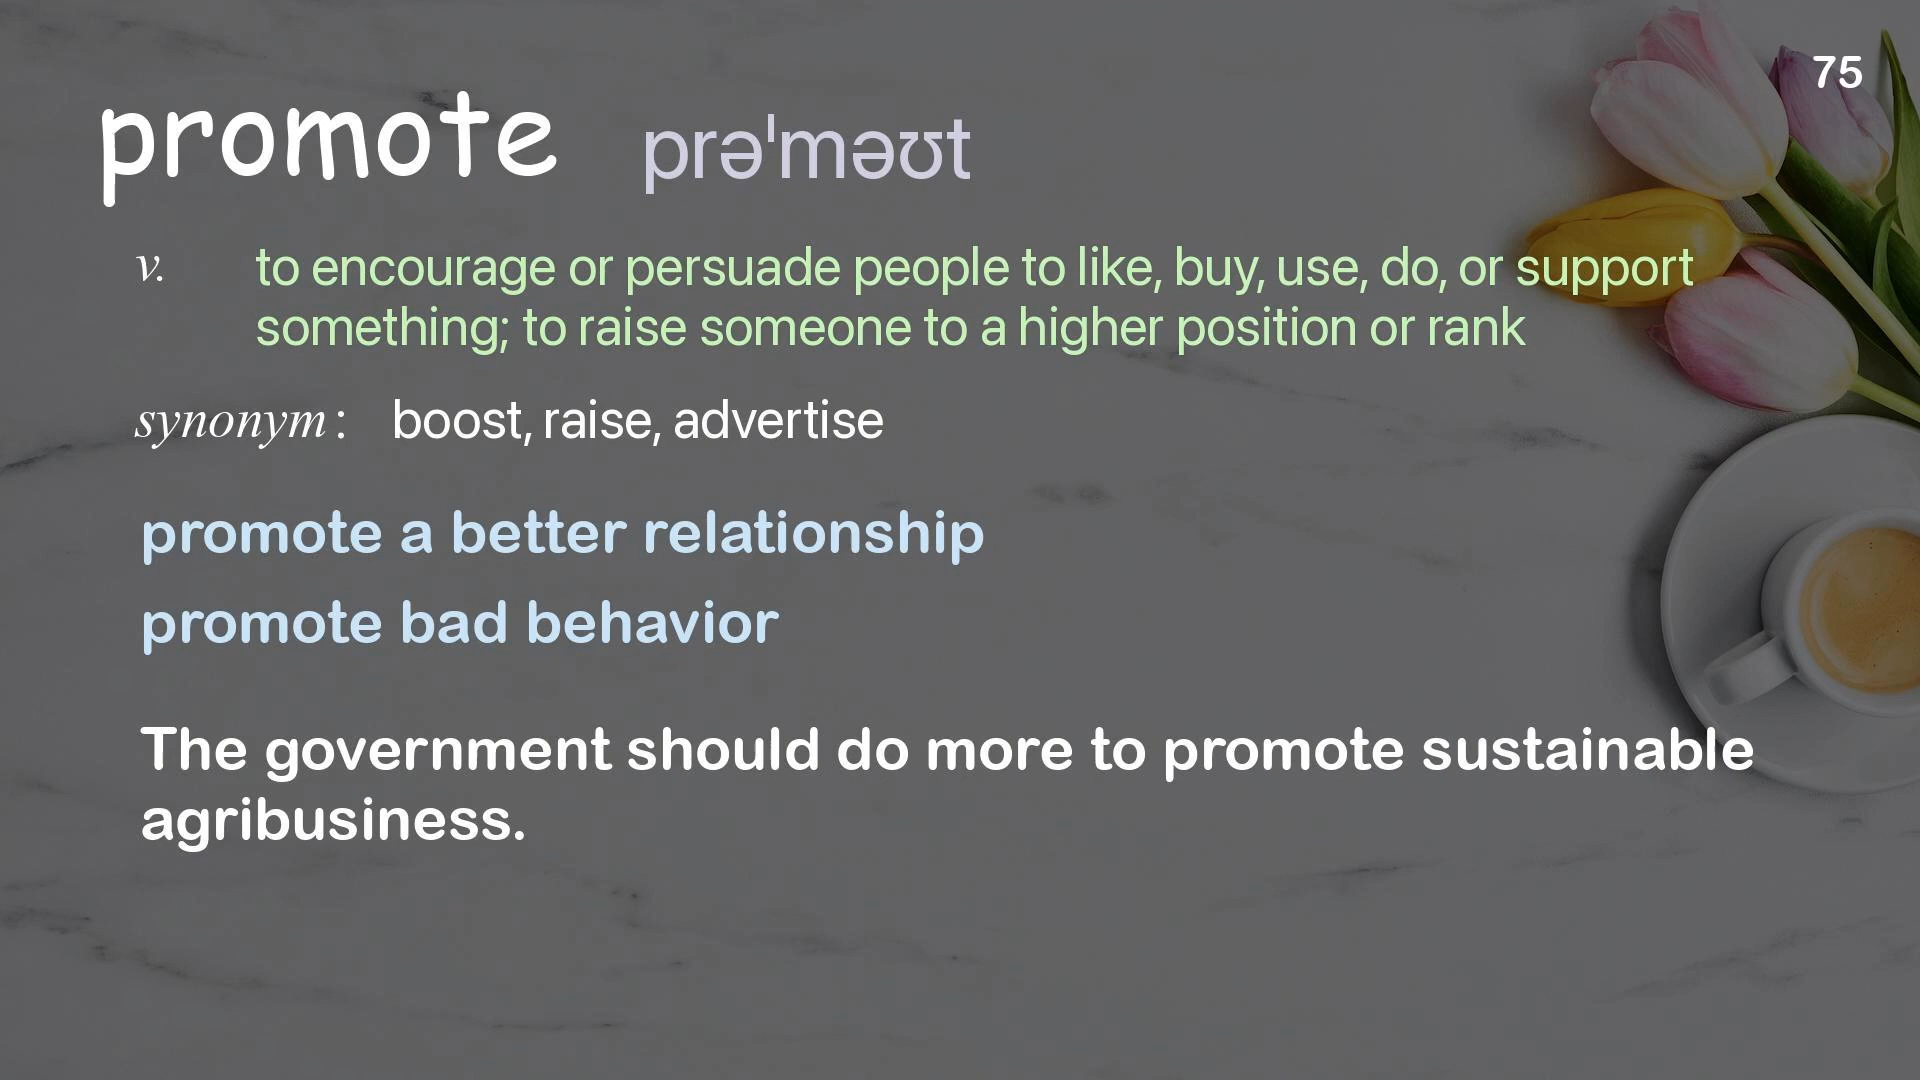 75
promote prəˈməʊt
v. to encourage or persuade people to like, buy, use, do, or support
something; to raise someone to a higher position or rank
synonym: boost, raise, advertise
promote a better relationship
promote bad behavior
The government should do more to promote sustainable
agribusiness.